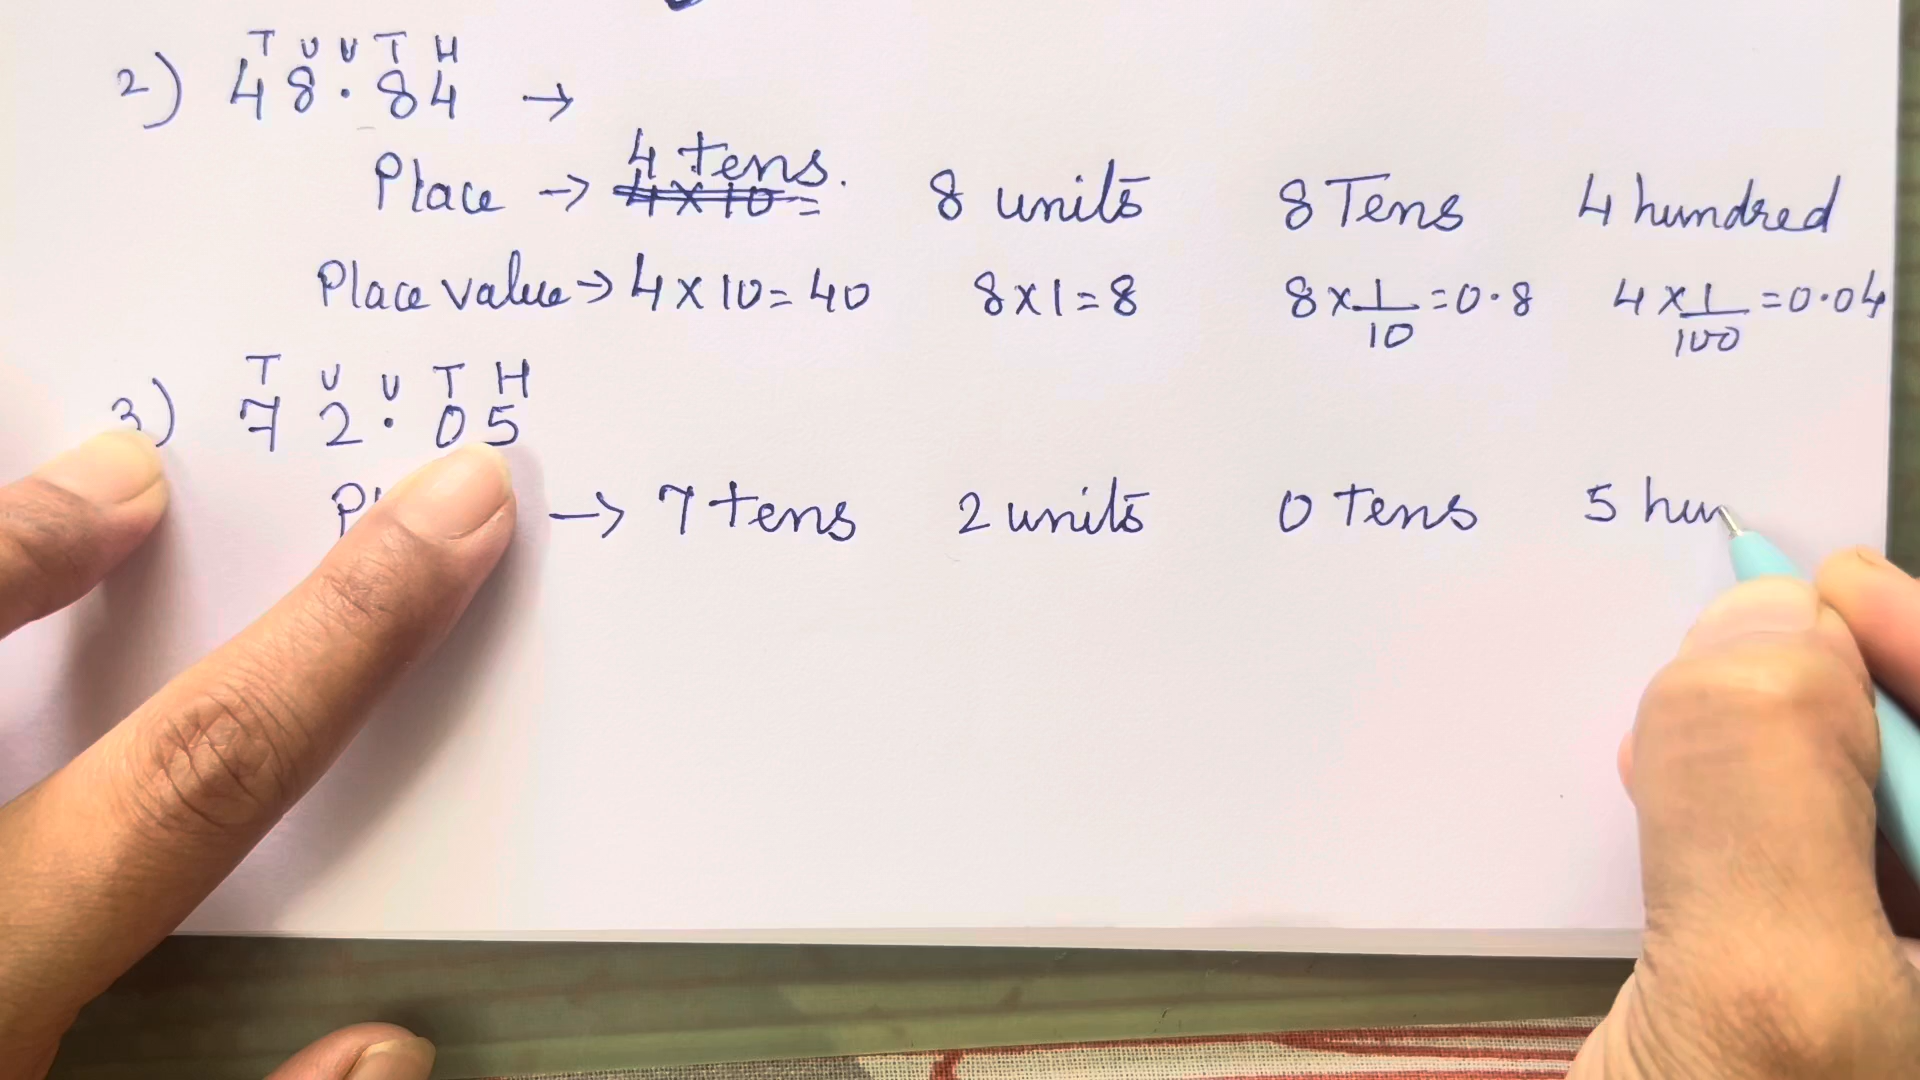 T U U T H
2) 48.84 →
Place → 4 tens. 8 units 8 Tens 4 hundred
4×10=
Place value → 4×10=40 8×1=8 8×1/10=0.8 4×1/100=0.04
T U U T H
3) 72.05
→ 7 tens 2 units 0 Tens 5 hun